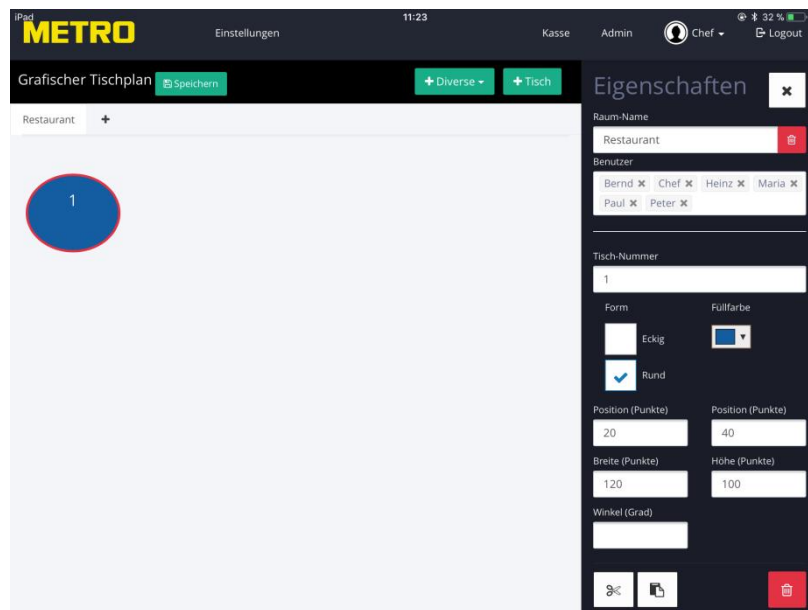 iPad
11:23
32 %
METRO
Einstellungen
Kasse
Admin
Chef
Logout
Grafischer Tischplan
Speichern
+ Diverse
+ Tisch
Restaurant +
1
Eigenschaften
Raum-Name
Restaurant
Benutzer
Bernd × Chef × Heinz × Maria ×
Paul × Peter ×
Tisch-Nummer
1
Form Füllfarbe
Eckig
Rund
Position (Punkte) Position (Punkte)
20 40
Breite (Punkte) Höhe (Punkte)
120 100
Winkel (Grad)